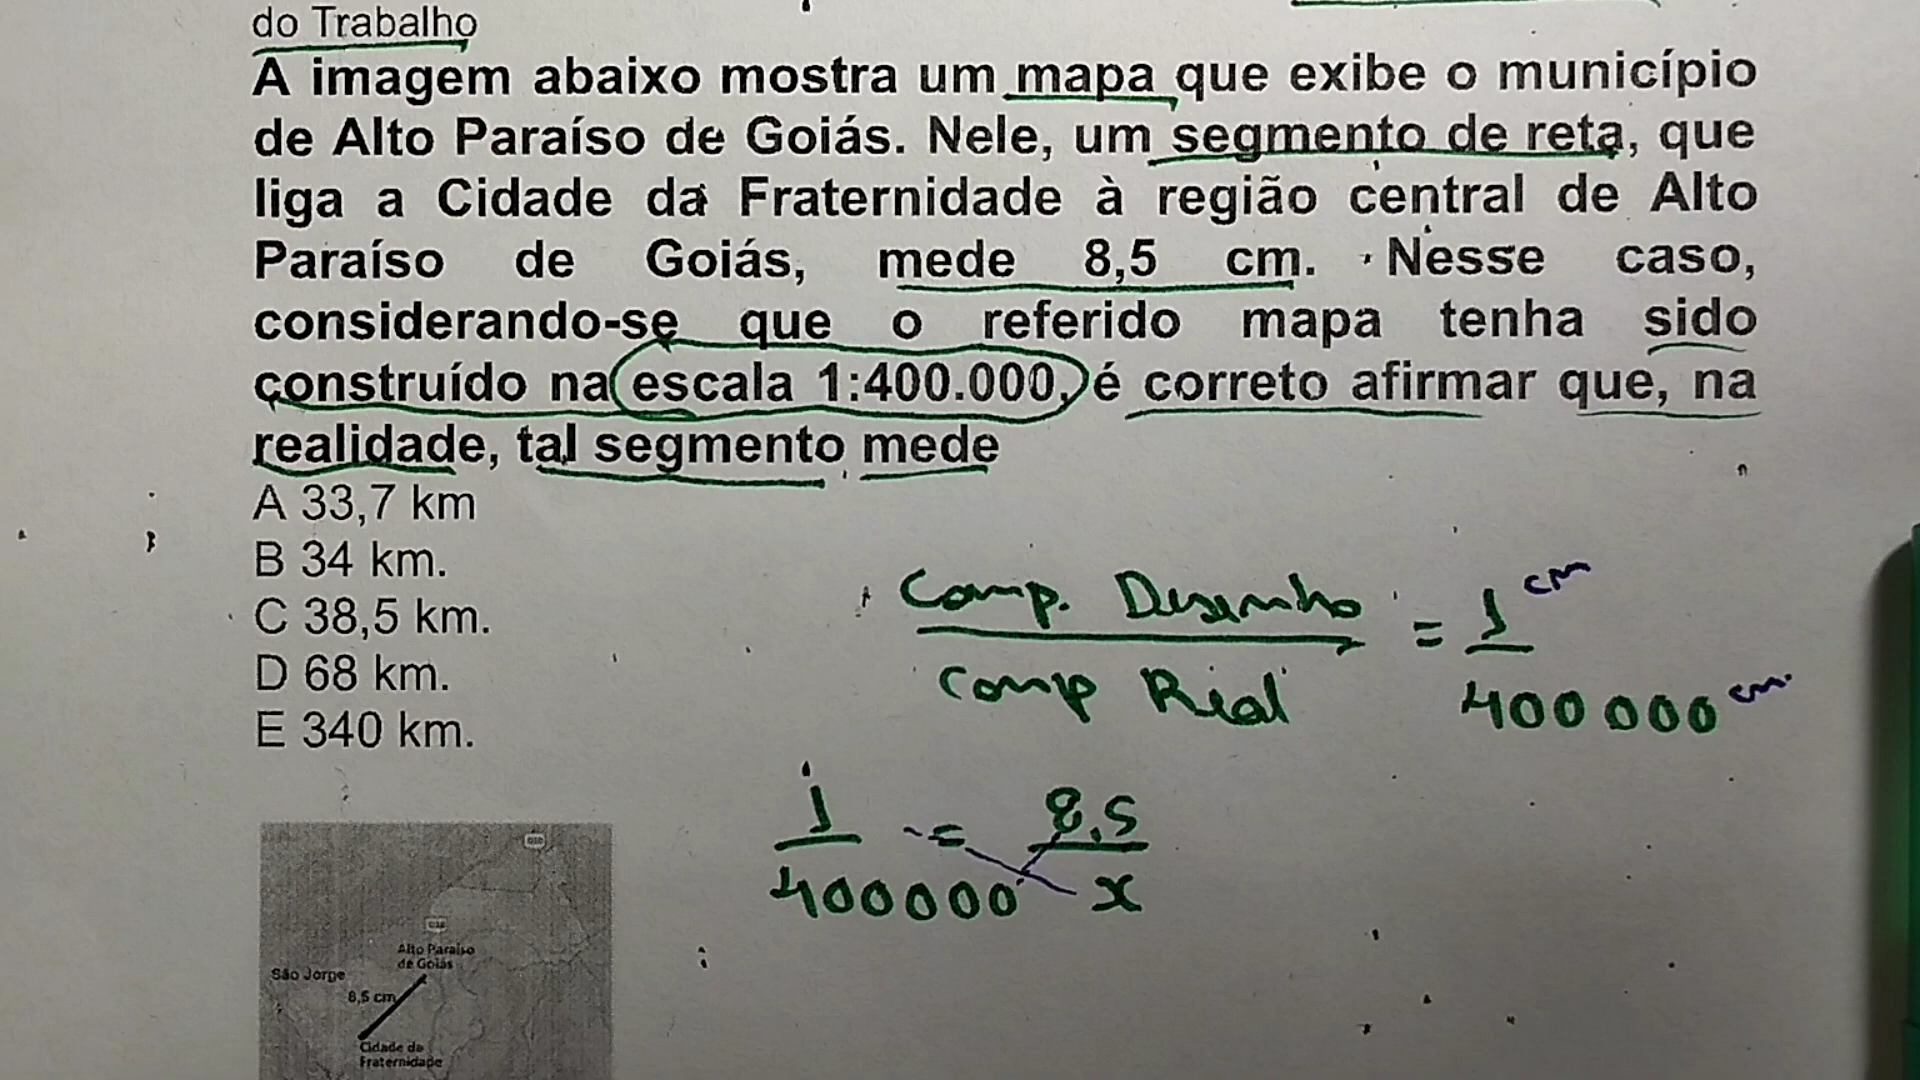 do Trabalho
A imagem abaixo mostra um mapa que exibe o município
de Alto Paraíso de Goiás. Nele, um segmento de reta, que
liga a Cidade da Fraternidade à região central de Alto
Paraíso de Goiás, mede 8,5 cm. Nesse caso,
considerando-se que o referido mapa tenha sido
construído na escala 1:400.000, é correto afirmar que, na
realidade, tal segmento mede
A 33,7 km
B 34 km.
C 38,5 km.
D 68 km.
E 340 km.
Comp. Desenho = 1 cm
Comp Real 400 000 cm.
1 = 8,5
400000 x
Alto Paraíso
de Goiás
São Jorge
8,5 cm
Cidade da
Fraternidade